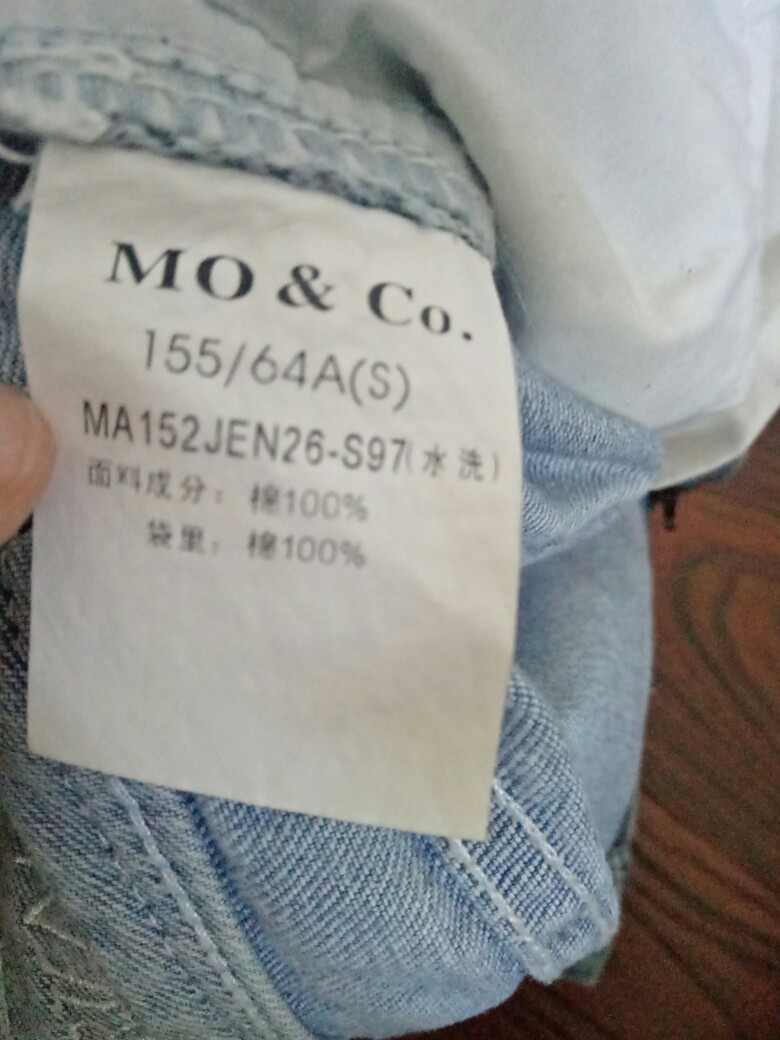 MO & Co.
155/64A(S)
MA152JEN26-S97(水洗)
面料成分：棉100%
袋里：棉100%